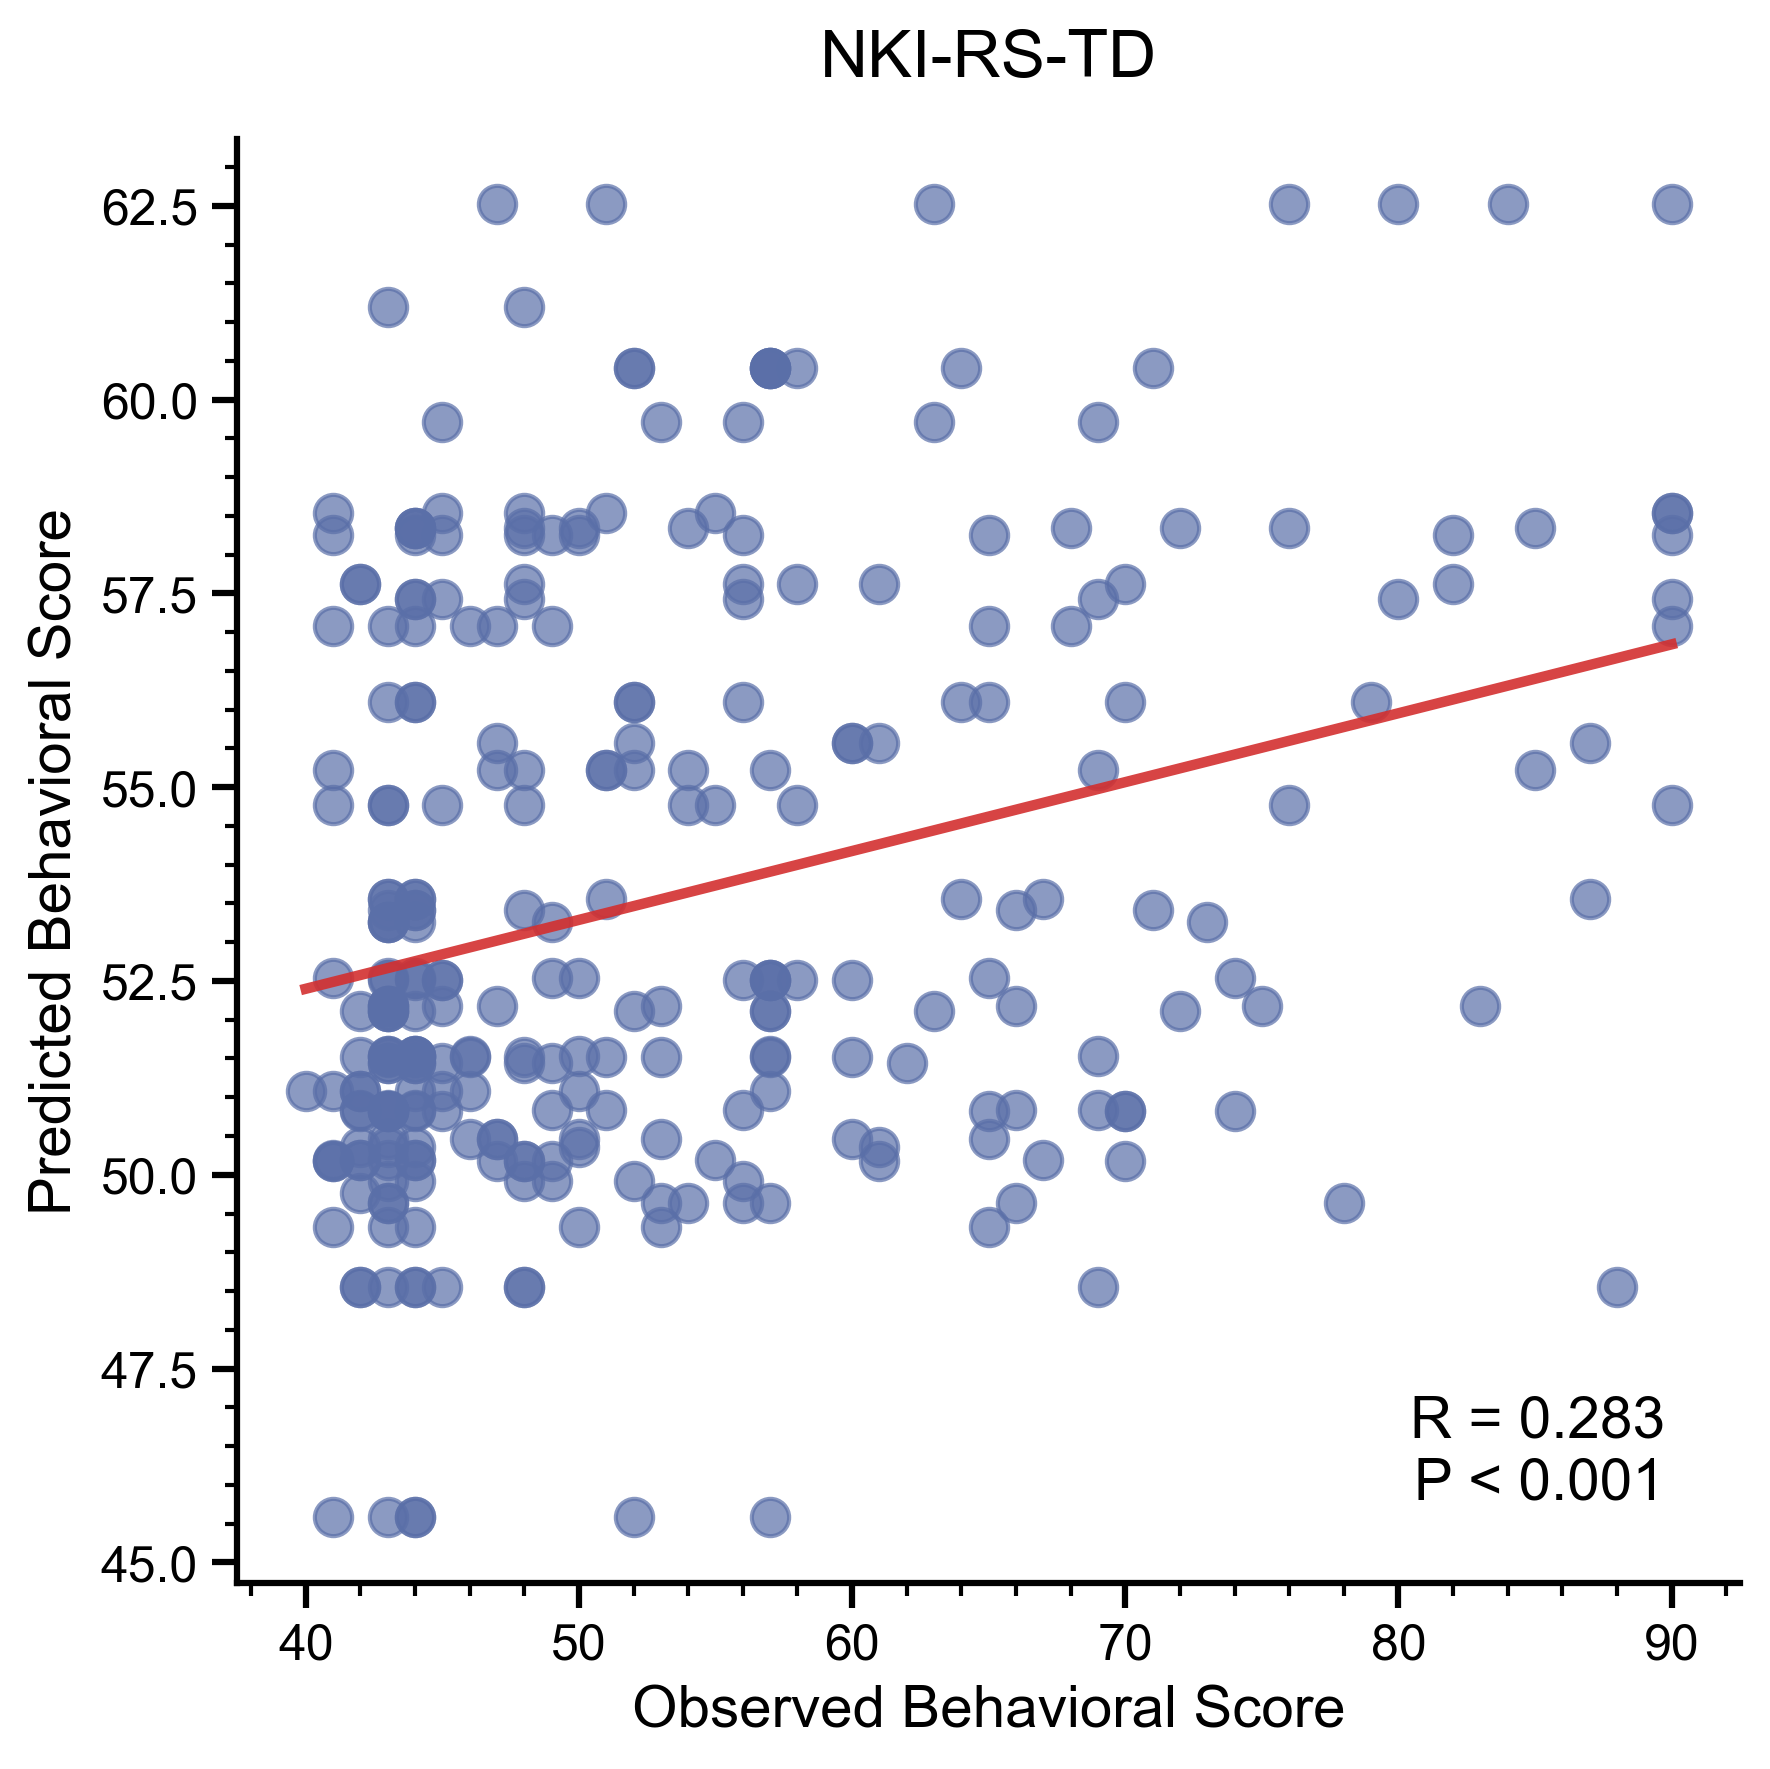 NKI-RS-TD
Predicted Behavioral Score
62.5
60.0
57.5
55.0
52.5
50.0
47.5
45.0
R = 0.283
P < 0.001
40 50 60 70 80 90
Observed Behavioral Score